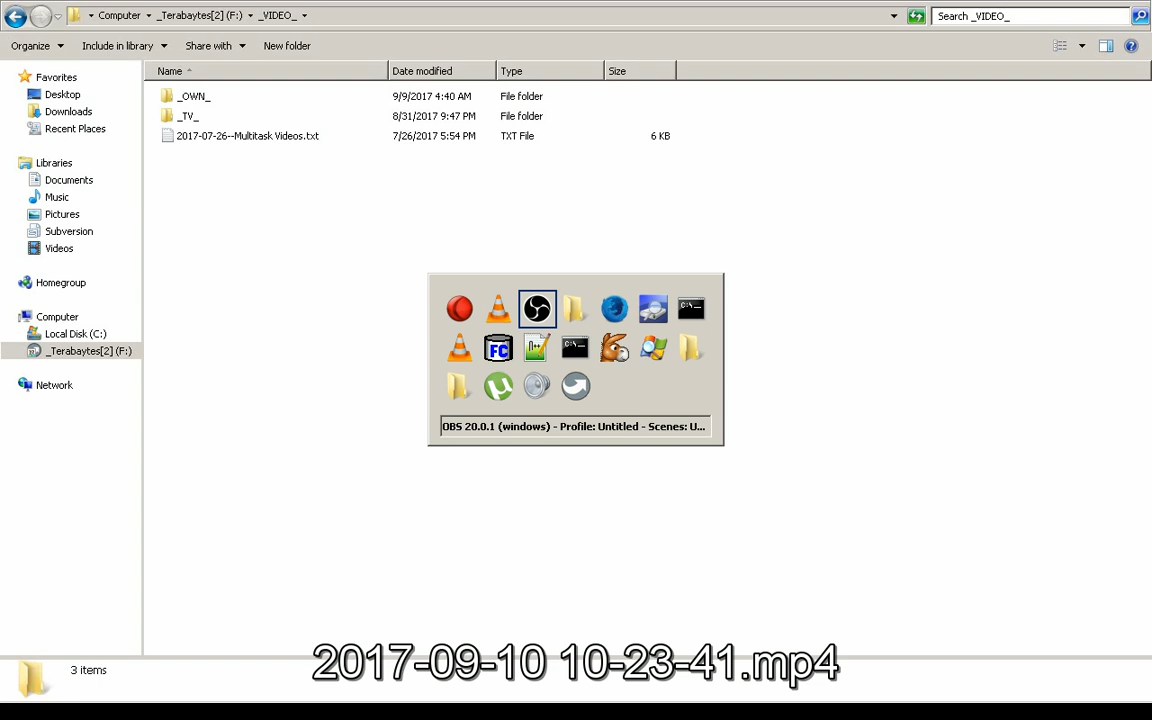 Computer _Terabaytes[2] (F:) _VIDEO_
Search _VIDEO_
Organize Include in library Share with New folder
Name Date modified Type Size
Favorites
Desktop
Downloads
Recent Places
Libraries
Documents
Music
Pictures
Subversion
Videos
Homegroup
Computer
Local Disk (C:)
_Terabaytes[2] (F:)
Network
_OWN_ 9/9/2017 4:40 AM File folder
_TV_ 8/31/2017 9:47 PM File folder
2017-07-26--Multitask Videos.txt 7/26/2017 5:54 PM TXT File 6 KB
C:\
FC
n++
C:\
µ
OBS 20.0.1 (windows) - Profile: Untitled - Scenes: U...
3 items
2017-09-10 10-23-41.mp4